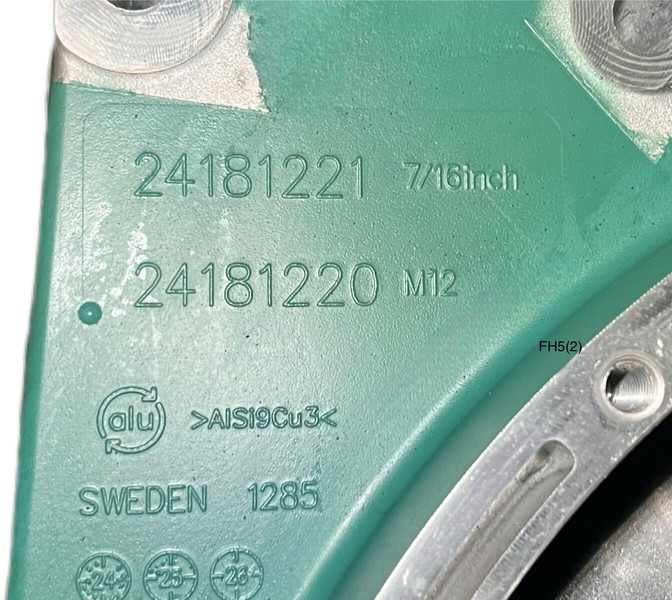 24181221 7/16inch
24181220 M12
FH5(2)
alu >AlSi9Cu3<
SWEDEN 1285
24 25 26